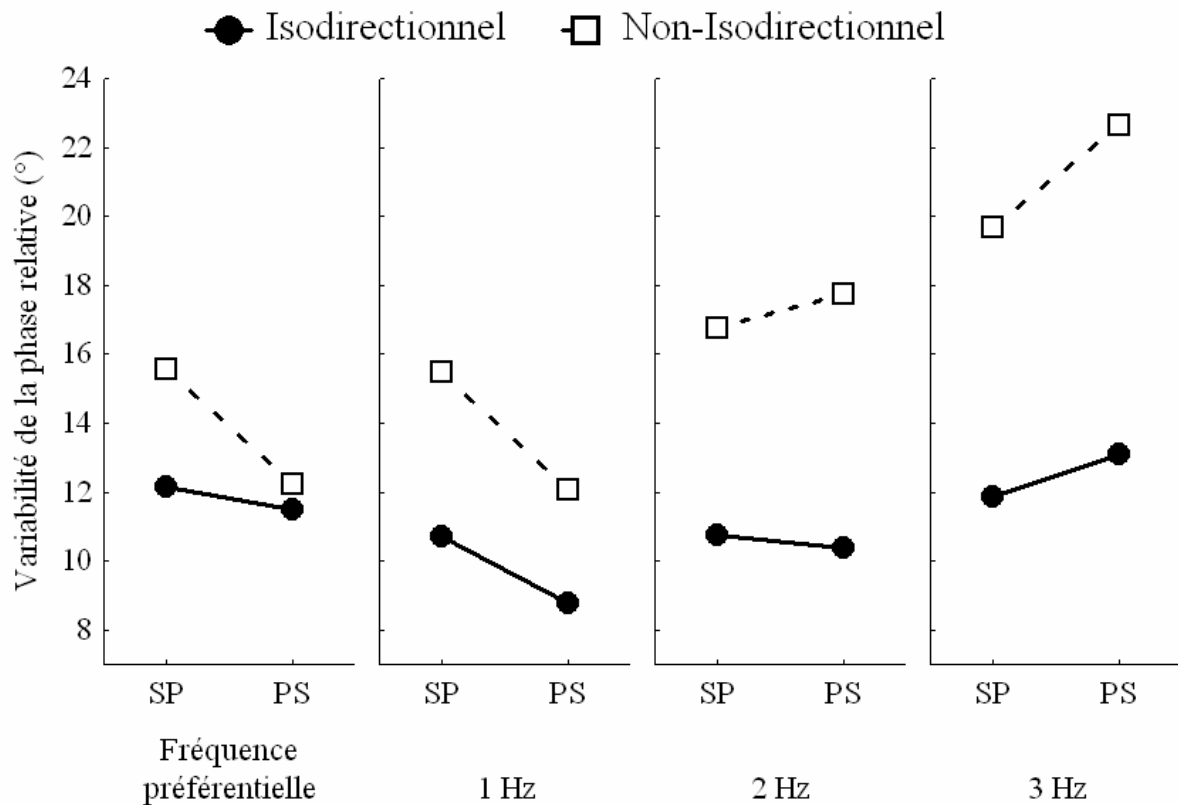 Isodirectionnel Non-Isodirectionnel
Variabilité de la phase relative (°)
24
22
20
18
16
14
12
10
8
SP PS SP PS SP PS SP PS
Fréquence
préférentielle 1 Hz 2 Hz 3 Hz